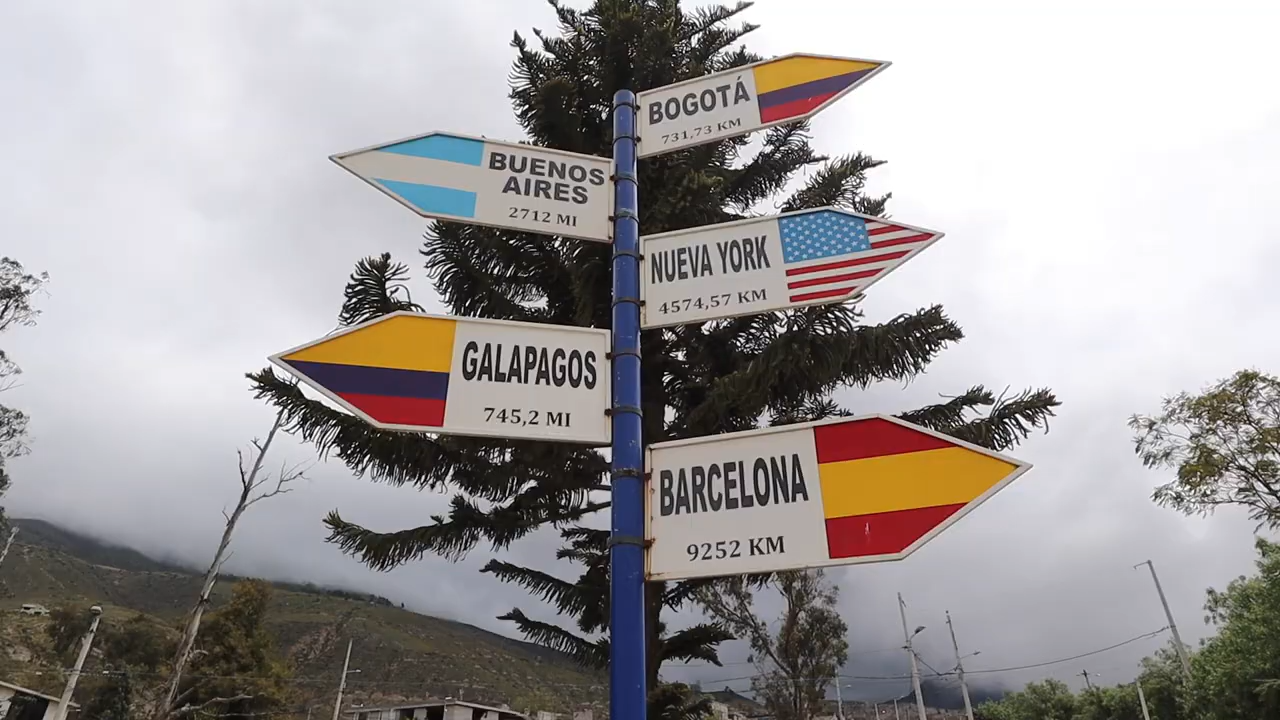 BOGOTÁ
731,73 KM
BUENOS
AIRES
2712 MI
NUEVA YORK
4574,57 KM
GALAPAGOS
745,2 MI
BARCELONA
9252 KM